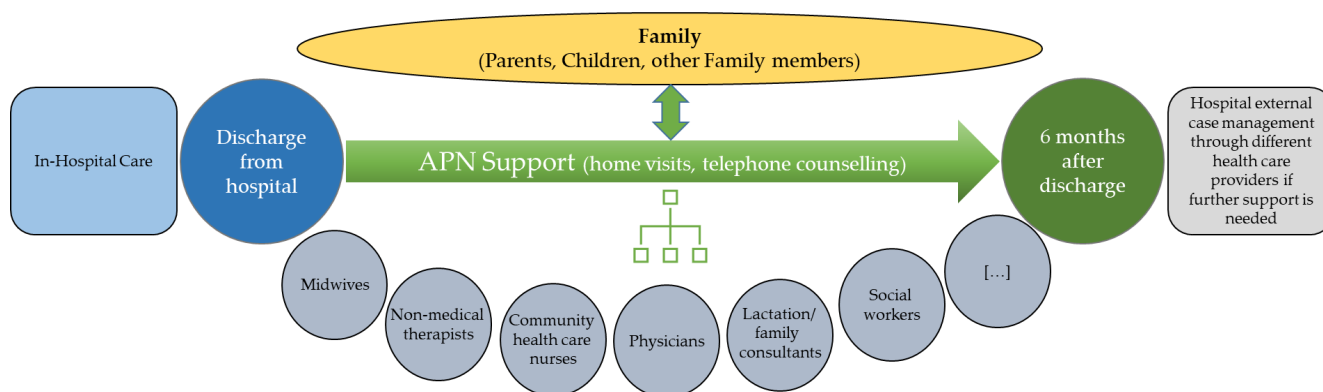 Family
(Parents, Children, other Family members)
In-Hospital Care
Discharge
from
hospital
APN Support (home visits, telephone counselling)
6 months
after
discharge
Hospital external
case management
through different
health care
providers if
further support is
needed
Midwives
Non-medical
therapists
Community
health care
nurses
Physicians
Lactation/
family
consultants
Social
workers
[…]